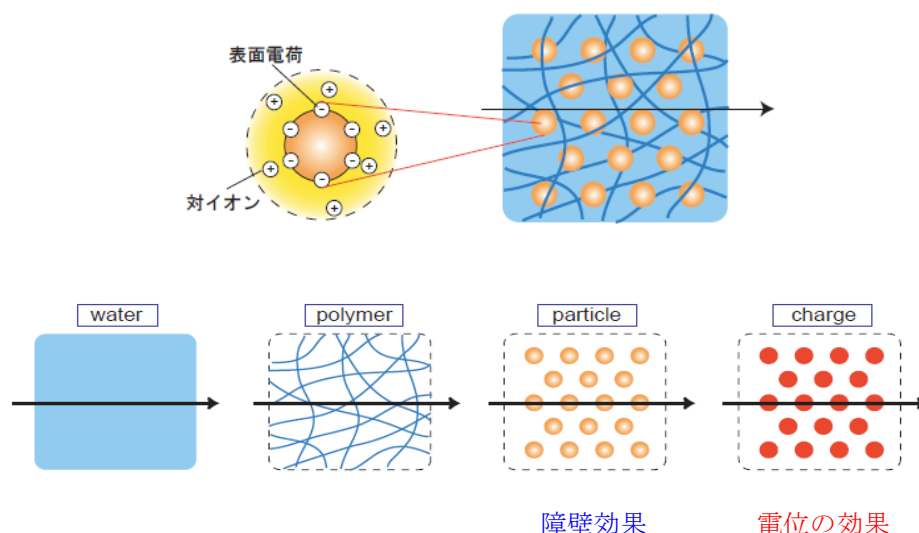 表面電荷
対イオン
water
polymer
particle
charge
障壁効果
電位の効果